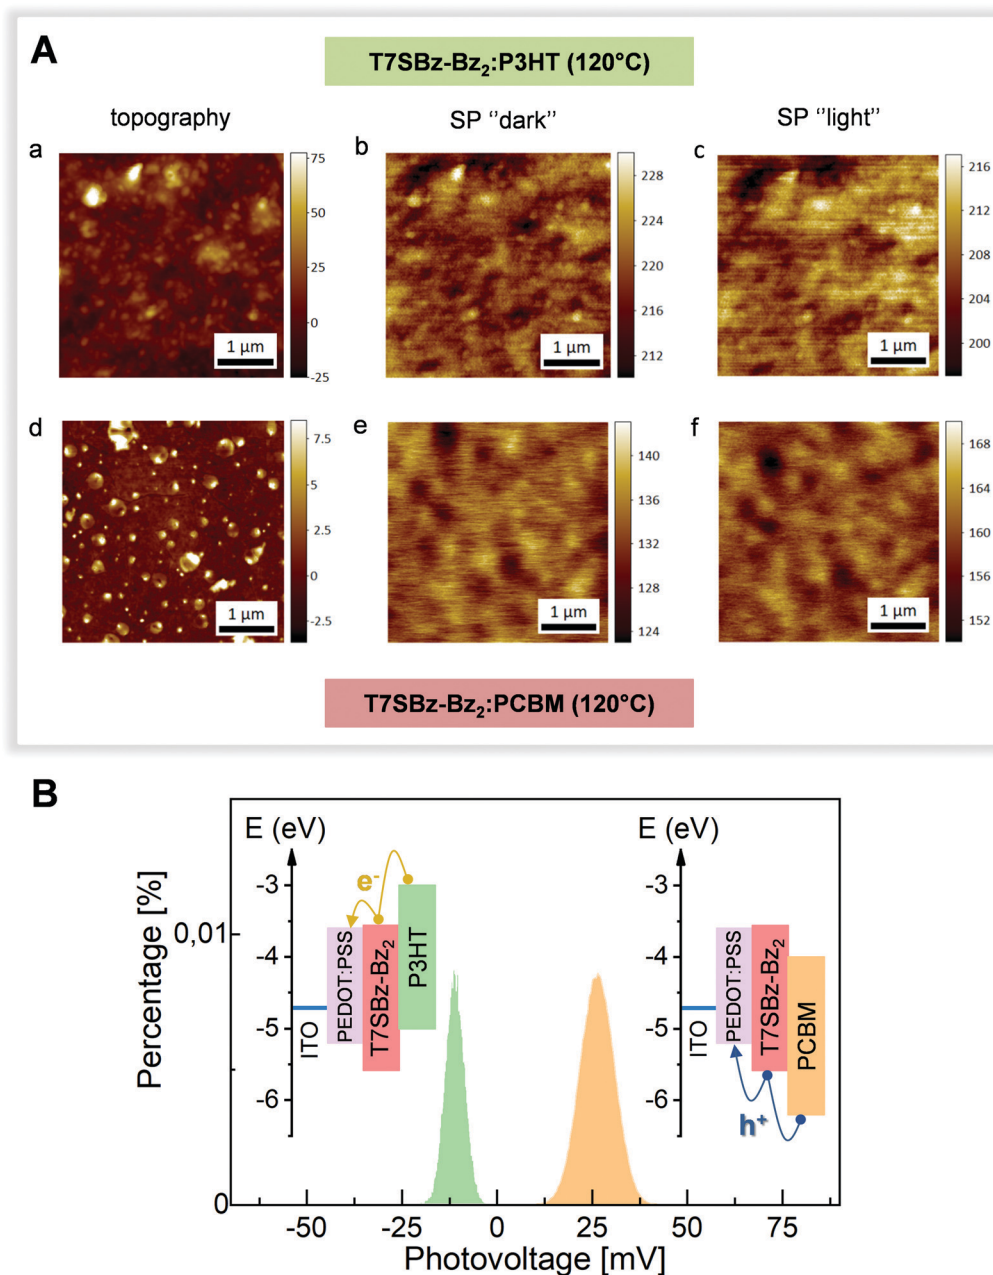 A
T7SBz-Bz₂:P3HT (120°C)
topography
SP ‘‘dark’’
SP ‘‘light’’
a
75
50
25
0
-25
1 µm
b
228
224
220
216
212
1 µm
c
216
212
208
204
200
1 µm
d
7.5
5
2.5
0
-2.5
1 µm
e
140
136
132
128
124
1 µm
f
168
164
160
156
152
1 µm
T7SBz-Bz₂:PCBM (120°C)
B
Percentage [%]
0,01
0
E (eV)
-3
-4
-5
-6
ITO
PEDOT:PSS
T7SBz-Bz₂
P3HT
e⁻
E (eV)
-3
-4
-5
-6
ITO
PEDOT:PSS
T7SBz-Bz₂
PCBM
h⁺
-50
-25
0
25
50
75
Photovoltage [mV]